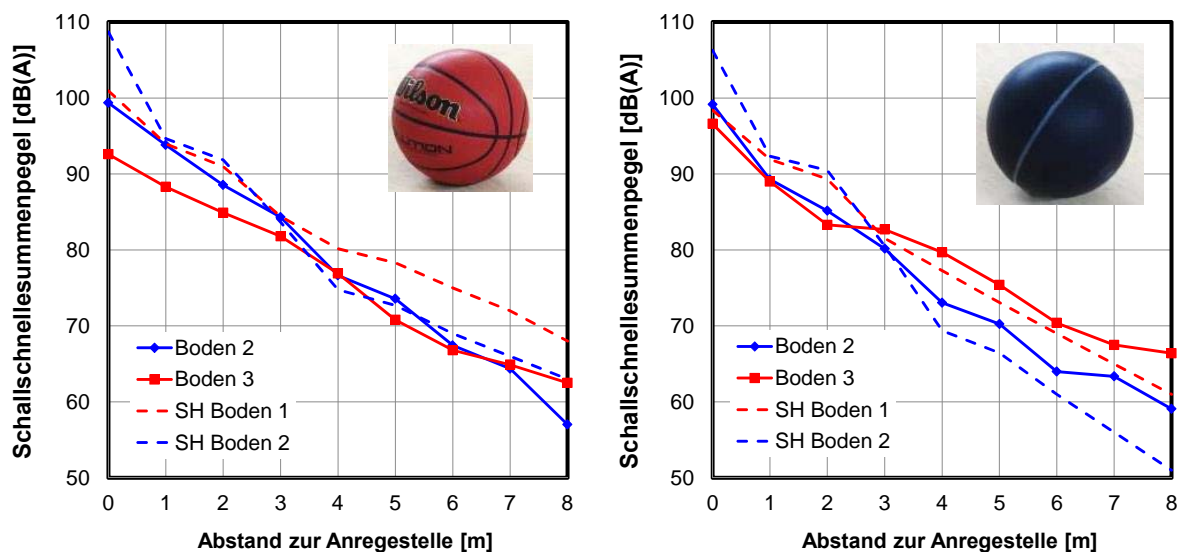 Schallschnellesummenpegel [dB(A)]
110
100
90
80
70
60
50
Wilson
Boden 2
Boden 3
SH Boden 1
SH Boden 2
0 1 2 3 4 5 6 7 8
Abstand zur Anregestelle [m]
Schallschnellesummenpegel [dB(A)]
110
100
90
80
70
60
50
Boden 2
Boden 3
SH Boden 1
SH Boden 2
0 1 2 3 4 5 6 7 8
Abstand zur Anregestelle [m]